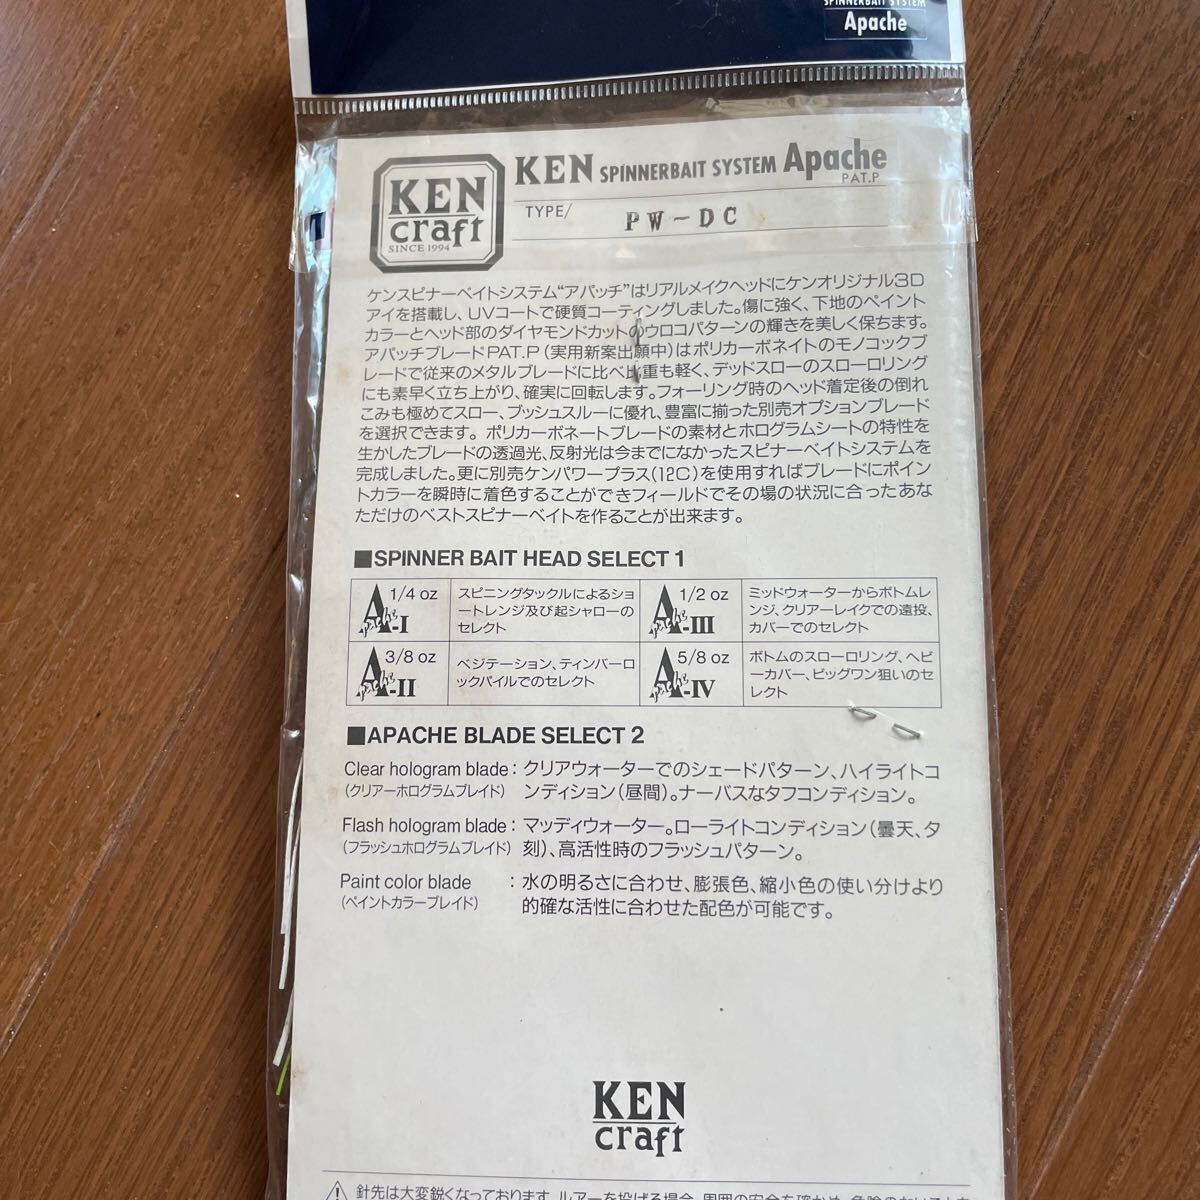 SPINNERBAIT SYSTEM
Apache
KEN
craft
SINCE 1994
KEN SPINNERBAIT SYSTEM Apache
PAT.P
TYPE/ PW-DC
ケンスピナーベイトシステム“アパッチ”はリアルメイクヘッドにケンオリジナル3D
アイを搭載し、UVコートで硬質コーティングしました。傷に強く、下地のペイント
カラーとヘッド部のダイヤモンドカットのウロコパターンの輝きを美しく保ちます。
アパッチブレードPAT.P(実用新案出願中)はポリカーボネイトのモノコックブ
レードで従来のメタルブレードに比べ比重も軽く、デッドスローのスローロリング
にも素早く立ち上がり、確実に回転します。フォーリング時のヘッド着定後の倒れ
こみも極めてスロー、ブッシュスルーに優れ、豊富に揃った別売オプションブレード
を選択できます。ポリカーボネートブレードの素材とホログラムシートの特性を
生かしたブレードの透過光、反射光は今までになかったスピナーベイトシステムを
完成しました。更に別売ケンパワープラス(12C)を使用すればブレードにポイン
トカラーを瞬時に着色することができフィールドでその場の状況に合ったあな
ただけのベストスピナーベイトを作ることが出来ます。
■SPINNER BAIT HEAD SELECT 1
Apache-I 1/4 oz
スピニングタックルによるショ
ートレンジ及び起シャローの
セレクト
Apache-III 1/2 oz
ミッドウォーターからボトムレ
ンジ、クリアーレイクでの遠投、
カバーでのセレクト
Apache-II 3/8 oz
ベジテーション、ティンバーロ
ックパイルでのセレクト
Apache-IV 5/8 oz
ボトムのスローロリング、ヘビ
ーカバー、ビッグワン狙いのセ
レクト
■APACHE BLADE SELECT 2
Clear hologram blade : クリアウォーターでのシェードパターン、ハイライトコ
(クリアーホログラムブレイド) ンディション(昼間)。ナーバスなタフコンディション。
Flash hologram blade : マッディウォーター。ローライトコンディション(曇天、夕
(フラッシュホログラムブレイド) 刻)、高活性時のフラッシュパターン。
Paint color blade : 水の明るさに合わせ、膨張色、縮小色の使い分けより
(ペイントカラーブレイド) 的確な活性に合わせた配色が可能です。
KEN
craft
針先は大変鋭くなっております。ルアーを投げる場合、周囲の安全を確かめ、